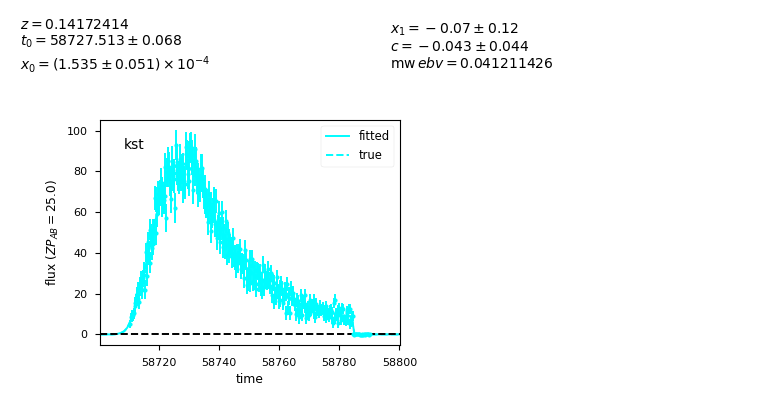 z = 0.14172414
t₀ = 58727.513 ± 0.068
x₀ = (1.535 ± 0.051) × 10⁻⁴
x₁ = −0.07 ± 0.12
c = −0.043 ± 0.044
mw ebv = 0.041211426
kst
fitted
true
100
80
60
40
20
0
flux (ZP_AB = 25.0)
58720 58740 58760 58780 58800
time